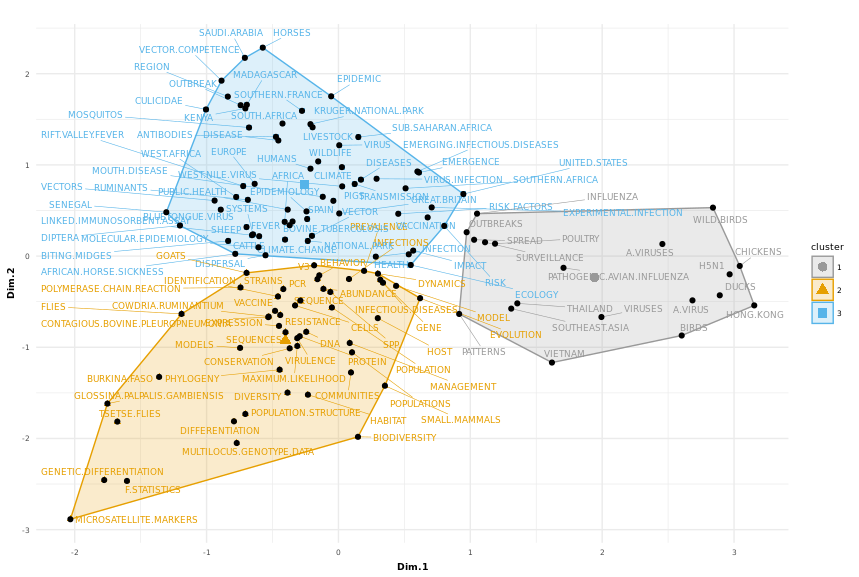 SAUDI.ARABIA HORSES
VECTOR.COMPETENCE
REGION
MADAGASCAR
EPIDEMIC
OUTBREAK
CULICIDAE
SOUTHERN.FRANCE
MOSQUITOS
KENYA
SOUTH.AFRICA
KRUGER.NATIONAL.PARK
RIFT.VALLEY.FEVER ANTIBODIES DISEASE
LIVESTOCK
SUB.SAHARAN.AFRICA
VIRUS
EMERGING.INFECTIOUS.DISEASES
WEST.AFRICA
EUROPE
HUMANS
WILDLIFE
DISEASES
EMERGENCE
UNITED.STATES
MOUTH.DISEASE
WEST.NILE.VIRUS
AFRICA
CLIMATE
VIRUS.INFECTION
SOUTHERN.AFRICA
VECTORS RUMINANTS
PUBLIC.HEALTH
EPIDEMIOLOGY
PIGS
TRANSMISSION
GREAT.BRITAIN
INFLUENZA
SENEGAL
SYSTEMS
SPAIN
VECTOR
RISK.FACTORS
EXPERIMENTAL.INFECTION
LINKED.IMMUNOSORBENT.ASSAY
BLUETONGUE.VIRUS
WILD.BIRDS
SHEEP
FEVER
BOVINE.TUBERCULOSIS
PREVALENCE
VACCINATION
OUTBREAKS
DIPTERA
MOLECULAR.EPIDEMIOLOGY
CATTLE
CLIMATE.CHANGE
NATIONAL.PARK
INFECTIONS
INFECTION
SPREAD
POULTRY
A.VIRUSES
CHICKENS
BITING.MIDGES
GOATS
DISPERSAL
V3
BEHAVIOR
HEALTH
IMPACT
SURVEILLANCE
H5N1
AFRICAN.HORSE.SICKNESS
IDENTIFICATION
STRAINS
PCR
DYNAMICS
RISK
PATHOGENIC.AVIAN.INFLUENZA
POLYMERASE.CHAIN.REACTION
ABUNDANCE
ECOLOGY
DUCKS
FLIES
COWDRIA.RUMINANTIUM
VACCINE
SEQUENCE
INFECTIOUS.DISEASES
MODEL
THAILAND
VIRUSES
A.VIRUS
HONG.KONG
CONTAGIOUS.BOVINE.PLEUROPNEUMONIAE
EXPRESSION
RESISTANCE
CELLS
GENE
EVOLUTION
SOUTHEAST.ASIA
BIRDS
MODELS
SEQUENCES
DNA
SPP
HOST
PATTERNS
VIETNAM
CONSERVATION
VIRULENCE
PROTEIN
POPULATION
BURKINA.FASO
PHYLOGENY
MAXIMUM.LIKELIHOOD
MANAGEMENT
GLOSSINA.PALPALIS.GAMBIENSIS
DIVERSITY
COMMUNITIES
POPULATIONS
TSETSE.FLIES
POPULATION.STRUCTURE
HABITAT
SMALL.MAMMALS
DIFFERENTIATION
BIODIVERSITY
MULTILOCUS.GENOTYPE.DATA
GENETIC.DIFFERENTIATION
F.STATISTICS
MICROSATELLITE.MARKERS
2
1
0
-1
-2
-3
-2 -1 0 1 2 3
Dim.1
Dim.2
cluster
1
2
3